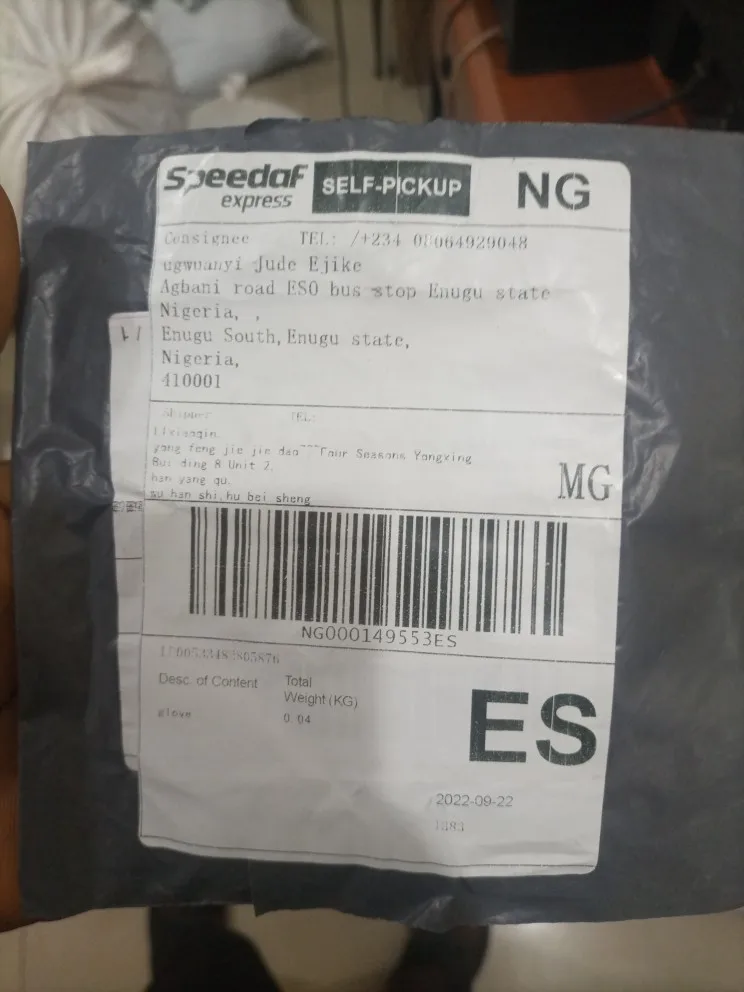 Speedaf express SELF-PICKUP NG
Consignee TEL: /+234 08064929048
ugwuanyi Jude Ejike
Agbani road ESO bus stop Enugu state
Nigeria, ,
Enugu South, Enugu state,
Nigeria,
410001
Shipper TEL:
yang feng jie jie dao~~~Four Seasons Yongxing
Building 8 Unit 2,
han yang qu,
wu han shi, hu bei sheng
MG
NG000149553ES
Desc. of Content Total
Weight (KG)
glove 0.04
ES
2022-09-22